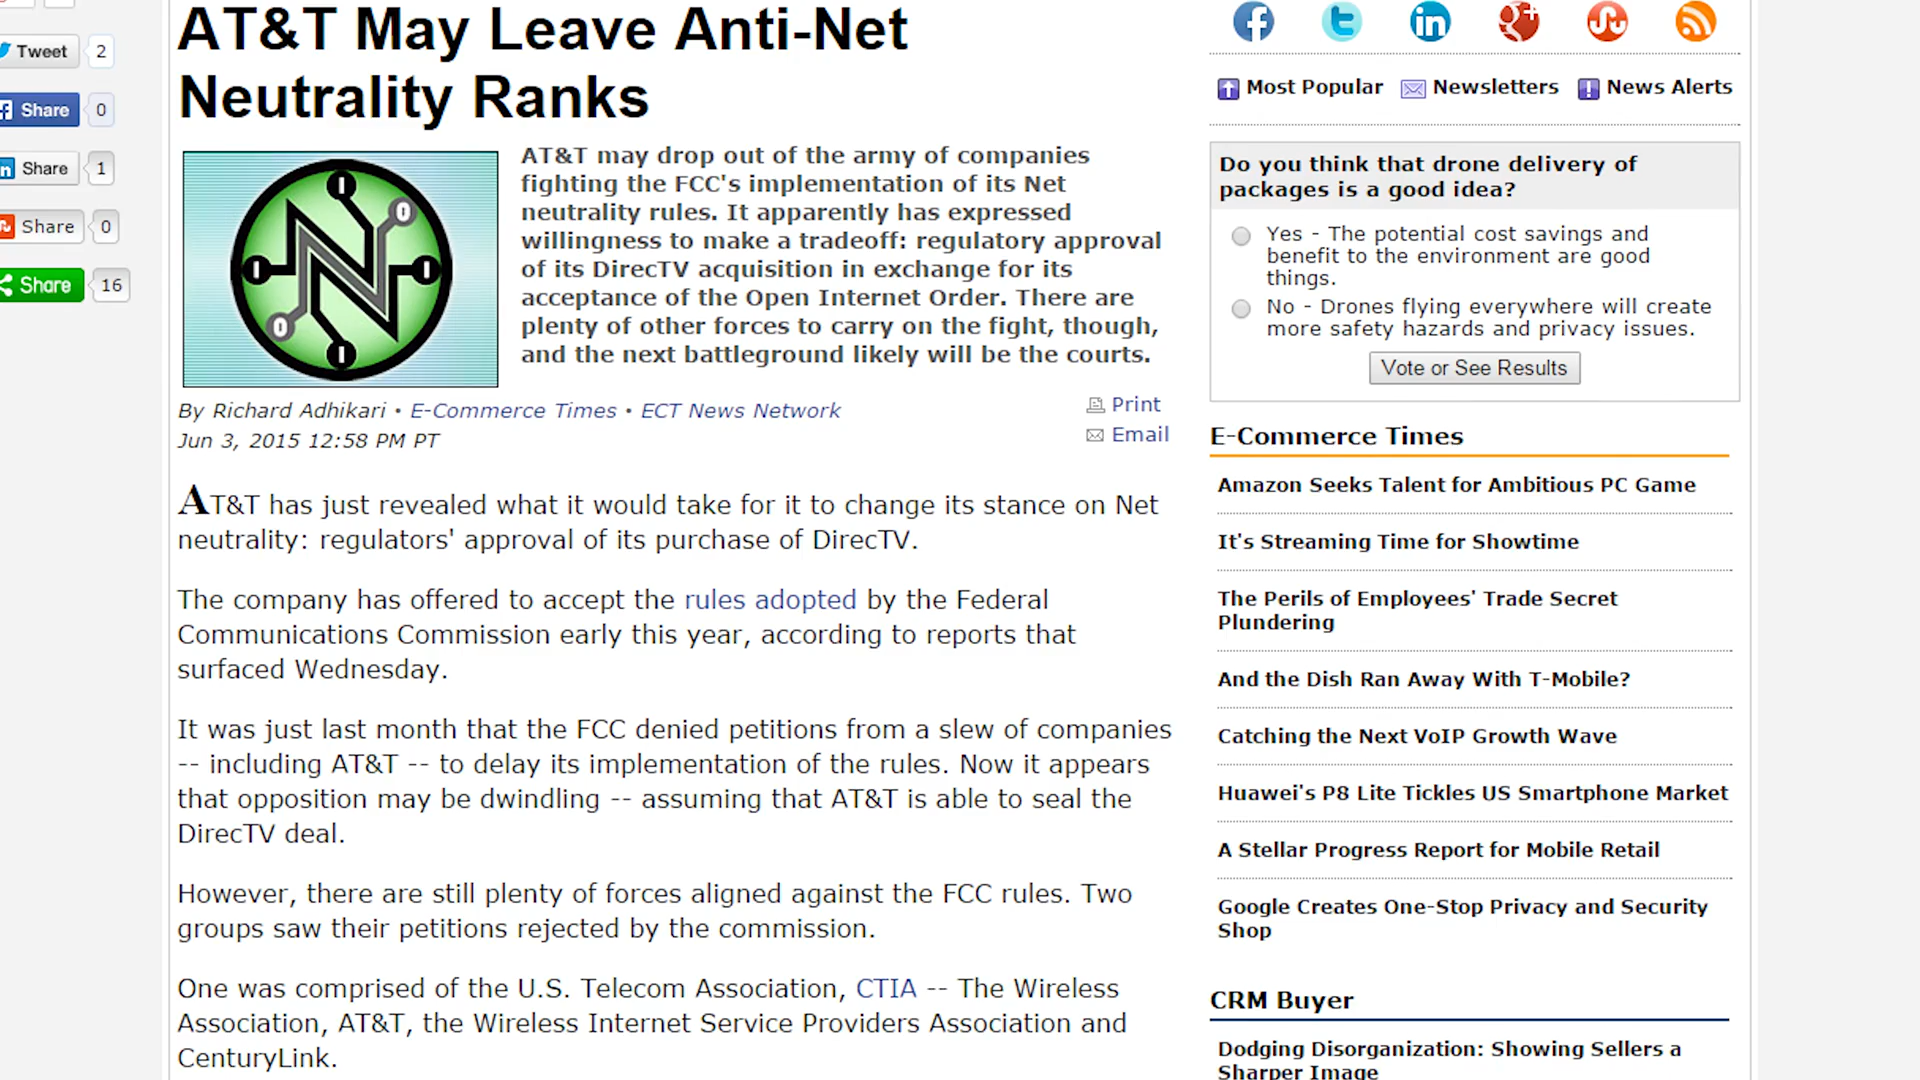 AT&T May Leave Anti-Net
Neutrality Ranks
Tweet 2
Share 0
Share 1
Share 0
Share 16
AT&T may drop out of the army of companies
fighting the FCC's implementation of its Net
neutrality rules. It apparently has expressed
willingness to make a tradeoff: regulatory approval
of its DirecTV acquisition in exchange for its
acceptance of the Open Internet Order. There are
plenty of other forces to carry on the fight, though,
and the next battleground likely will be the courts.
By Richard Adhikari • E-Commerce Times • ECT News Network
Jun 3, 2015 12:58 PM PT
Print
Email
AT&T has just revealed what it would take for it to change its stance on Net
neutrality: regulators' approval of its purchase of DirecTV.
The company has offered to accept the rules adopted by the Federal
Communications Commission early this year, according to reports that
surfaced Wednesday.
It was just last month that the FCC denied petitions from a slew of companies
-- including AT&T -- to delay its implementation of the rules. Now it appears
that opposition may be dwindling -- assuming that AT&T is able to seal the
DirecTV deal.
However, there are still plenty of forces aligned against the FCC rules. Two
groups saw their petitions rejected by the commission.
One was comprised of the U.S. Telecom Association, CTIA -- The Wireless
Association, AT&T, the Wireless Internet Service Providers Association and
CenturyLink.
Most Popular Newsletters News Alerts
Do you think that drone delivery of
packages is a good idea?
Yes - The potential cost savings and
benefit to the environment are good
things.
No - Drones flying everywhere will create
more safety hazards and privacy issues.
Vote or See Results
E-Commerce Times
Amazon Seeks Talent for Ambitious PC Game
It's Streaming Time for Showtime
The Perils of Employees' Trade Secret
Plundering
And the Dish Ran Away With T-Mobile?
Catching the Next VoIP Growth Wave
Huawei's P8 Lite Tickles US Smartphone Market
A Stellar Progress Report for Mobile Retail
Google Creates One-Stop Privacy and Security
Shop
CRM Buyer
Dodging Disorganization: Showing Sellers a
Sharper Image